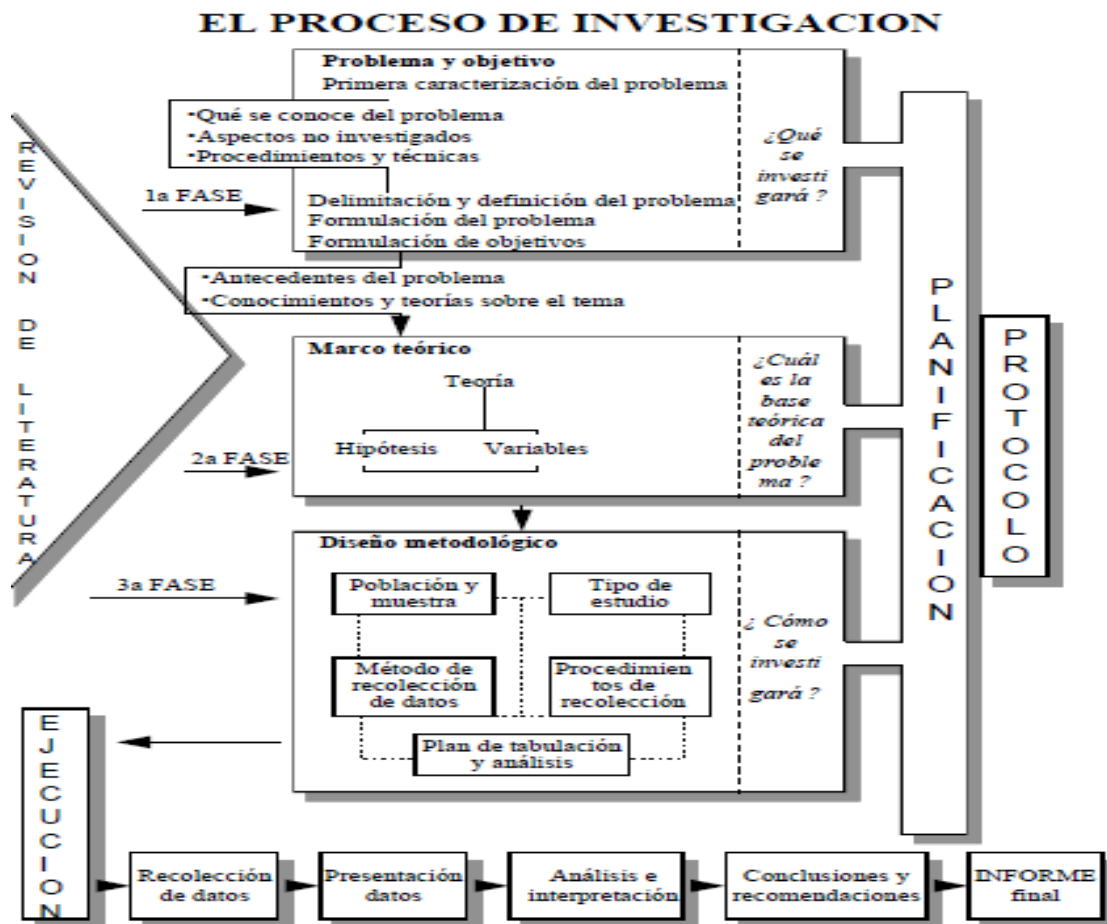 EL PROCESO DE INVESTIGACION
Problema y objetivo
Primera caracterización del problema
•Qué se conoce del problema
•Aspectos no investigados
•Procedimientos y técnicas
1a FASE
Delimitación y definición del problema
Formulación del problema
Formulación de objetivos
¿Qué
se
investi
gará ?
•Antecedentes del problema
•Conocimientos y teorías sobre el tema
REVISION DE LITERATURA
Marco teórico
Teoría
Hipótesis Variables
2a FASE
¿Cuál
es la
base
teórica
del
proble
ma ?
Diseño metodológico
3a FASE
Población y
muestra
Tipo de
estudio
Método de
recolección
de datos
Procedimien
tos de
recolección
Plan de tabulación
y análisis
¿ Cómo
se
investi
gará ?
PLANIFICACION
PROTOCOLO
EJECUCION
Recolección
de datos
Presentación
datos
Análisis e
interpretación
Conclusiones y
recomendaciones
INFORME
final